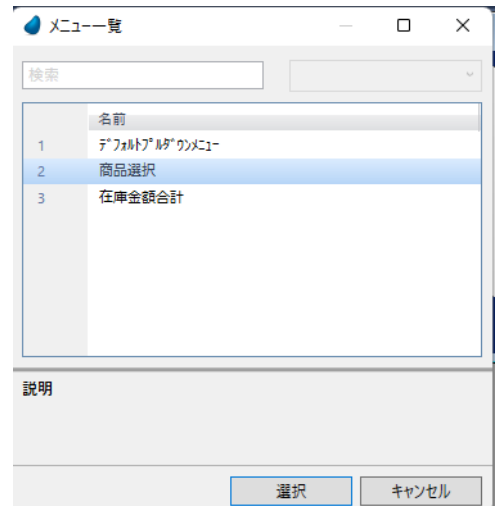 メニュー一覧
検索
名前
1 ﾃﾞﾌｫﾙﾄﾌﾟﾙﾀﾞｳﾝﾒﾆｭｰ
2 商品選択
3 在庫金額合計
説明
選択 キャンセル